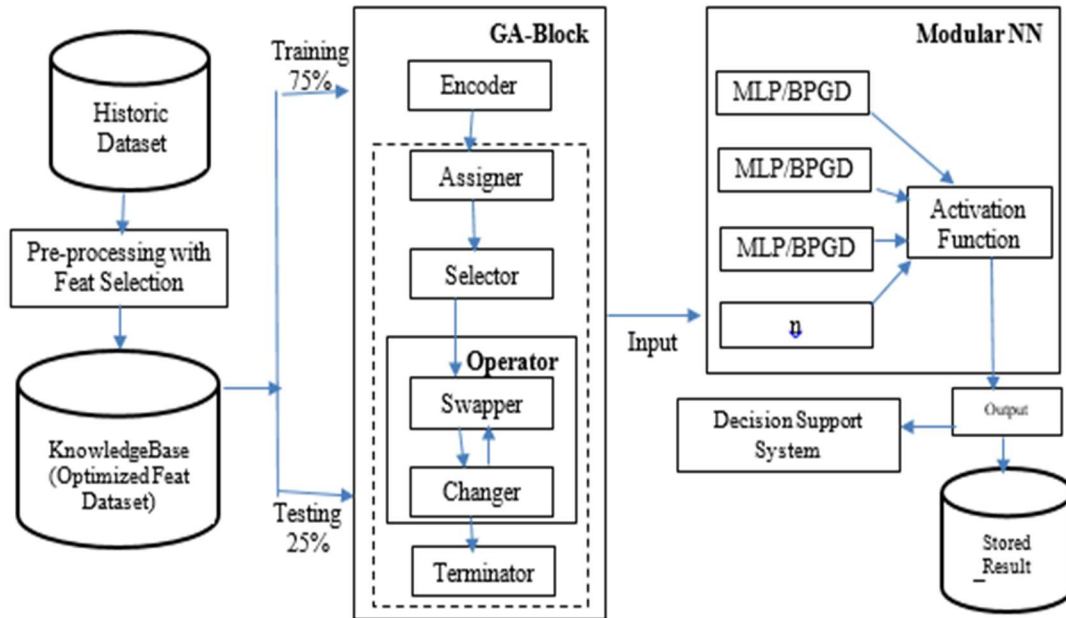 Historic
Dataset
Pre-processing with
Feat Selection
KnowledgeBase
(Optimized Feat
Dataset)
Training
75%
Testing
25%
GA-Block
Encoder
Assigner
Selector
Operator
Swapper
Changer
Terminator
Input
Modular NN
MLP/BPGD
MLP/BPGD
MLP/BPGD
n
Activation
Function
Output
Decision Support
System
Stored
_Result